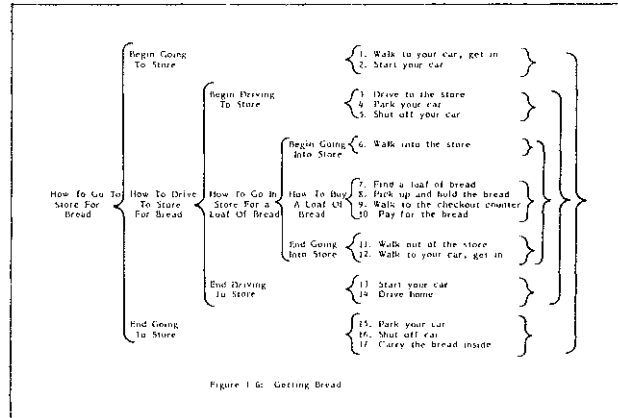 Begin Going
To Store
1. Walk to your car, get in
2. Start your car
Begin Driving
To Store
3. Drive to the store
4. Park your car
5. Shut off your car
Begin Going
Into Store
6. Walk into the store
How To Go To
Store For
Bread
How To Drive
To Store
For Bread
How To Go In
Store For a
Loaf Of Bread
How To Buy
A Loaf Of
Bread
7. Find a loaf of bread
8. Pick up and hold the bread
9. Walk to the checkout counter
10. Pay for the bread
End Going
Into Store
11. Walk out of the store
12. Walk to your car, get in
End Driving
To Store
13 Start your car
14 Drive home
End Going
To Store
15. Park your car
16. Shut off car
17 Carry the bread inside
Figure 1 6: Getting Bread